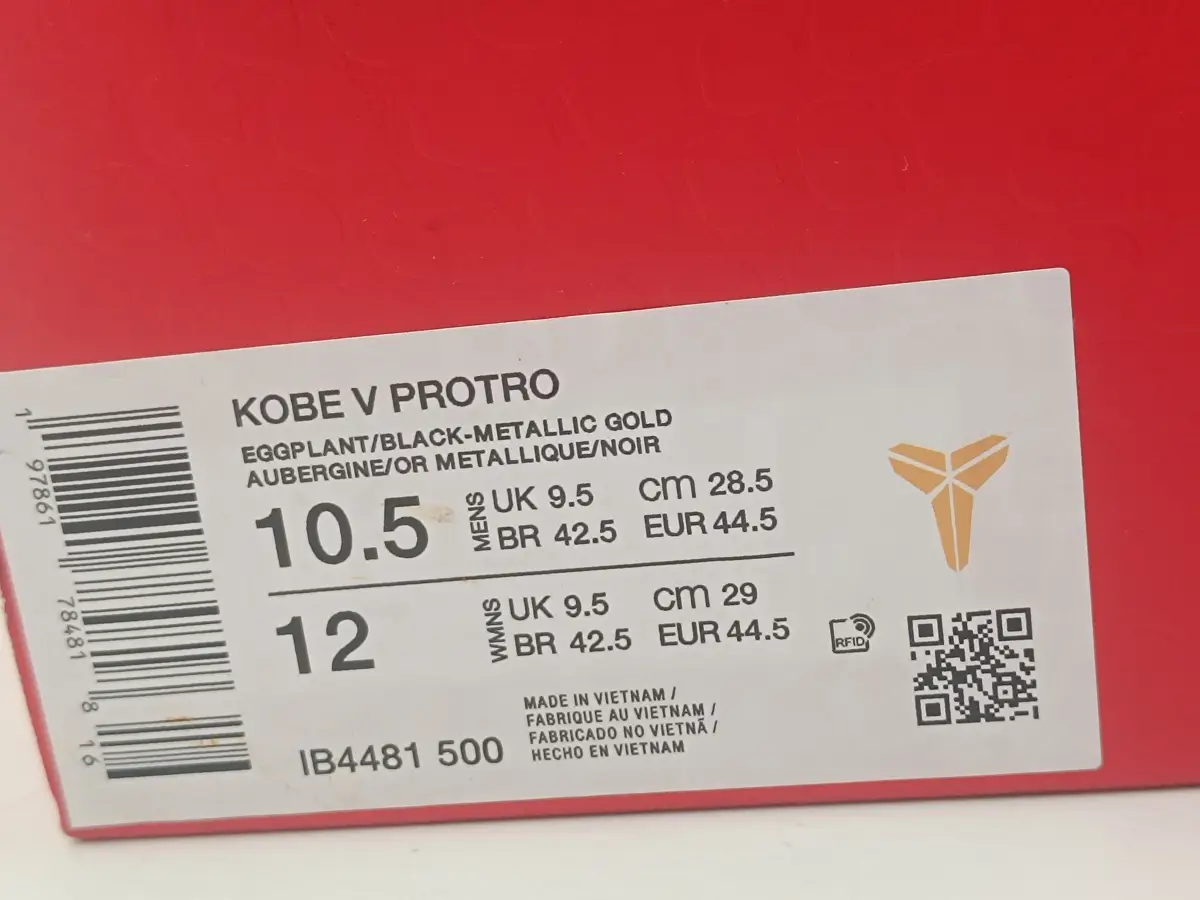 KOBE V PROTRO
EGGPLANT/BLACK-METALLIC GOLD
AUBERGINE/OR METALLIQUE/NOIR
10.5 MENS UK 9.5 CM 28.5
BR 42.5 EUR 44.5
12 WMNS UK 9.5 CM 29
BR 42.5 EUR 44.5
RFID
MADE IN VIETNAM /
FABRIQUE AU VIETNAM /
FABRICADO NO VIETNÃ /
HECHO EN VIETNAM
IB4481 500
1 97861 78481 8 16